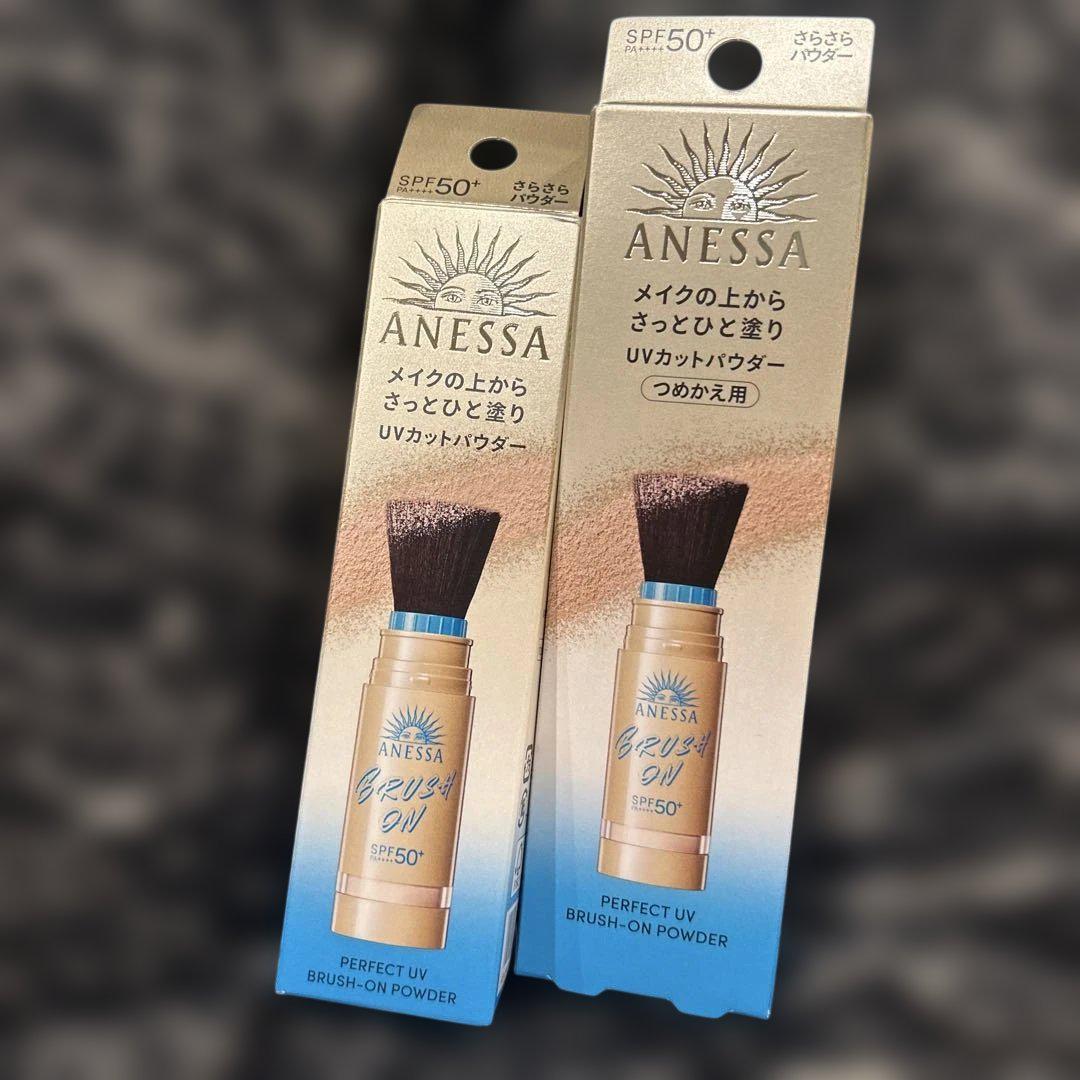 SPF50+
PA++++
さらさら
パウダー
ANESSA
メイクの上から
さっとひと塗り
UVカットパウダー
ANESSA
BRUSH
ON
SPF50+
PA++++
PERFECT UV
BRUSH-ON POWDER
SPF50+
PA++++
さらさら
パウダー
ANESSA
メイクの上から
さっとひと塗り
UVカットパウダー
つめかえ用
ANESSA
BRUSH
ON
SPF50+
PA++++
PERFECT UV
BRUSH-ON POWDER